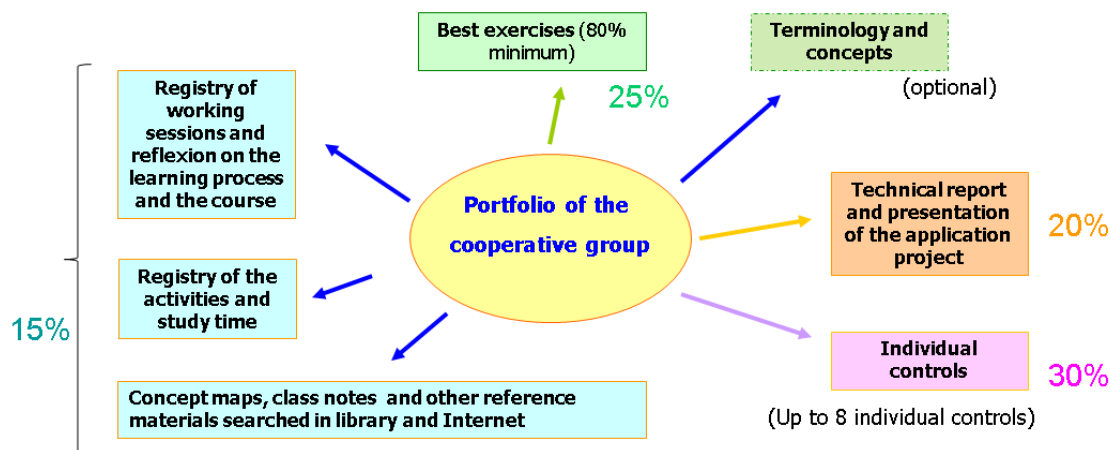 Best exercises (80%
minimum)
25%
Terminology and
concepts
(optional)
Registry of
working
sessions and
reflexion on the
learning process
and the course
Portfolio of the
cooperative group
Technical report
and presentation
of the application
project
20%
Registry of the
activities and
study time
15%
Individual
controls
30%
(Up to 8 individual controls)
Concept maps, class notes and other reference
materials searched in library and Internet